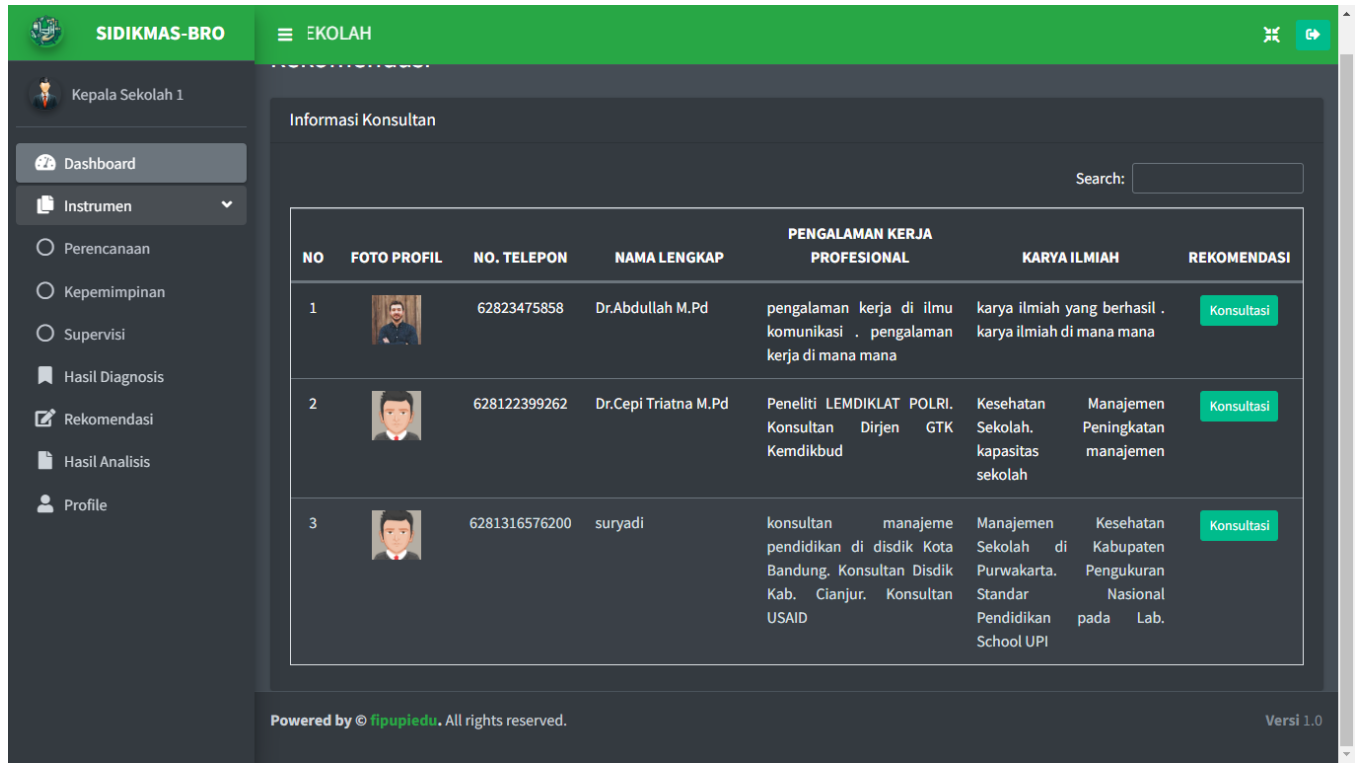 SIDIKMAS-BRO
EKOLAH
Kepala Sekolah 1
Dashboard
Instrumen
Perencanaan
Kepemimpinan
Supervisi
Hasil Diagnosis
Rekomendasi
Hasil Analisis
Profile
Informasi Konsultan
Search:
NO FOTO PROFIL NO. TELEPON NAMA LENGKAP PENGALAMAN KERJA
PROFESIONAL KARYA ILMIAH REKOMENDASI
1 62823475858 Dr.Abdullah M.Pd pengalaman kerja di ilmu karya ilmiah yang berhasil . Konsultasi
komunikasi . pengalaman karya ilmiah di mana mana
kerja di mana mana
2 628122399262 Dr.Cepi Triatna M.Pd Peneliti LEMDIKLAT POLRI. Kesehatan Manajemen Konsultasi
Konsultan Dirjen GTK Sekolah. Peningkatan
Kemdikbud kapasitas manajemen
sekolah
3 6281316576200 suryadi konsultan manajeme Manajemen Kesehatan Konsultasi
pendidikan di disdik Kota Sekolah di Kabupaten
Bandung. Konsultan Disdik Purwakarta. Pengukuran
Kab. Cianjur. Konsultan Standar Nasional
USAID Pendidikan pada Lab.
School UPI
Powered by © fipupiedu. All rights reserved.
Versi 1.0